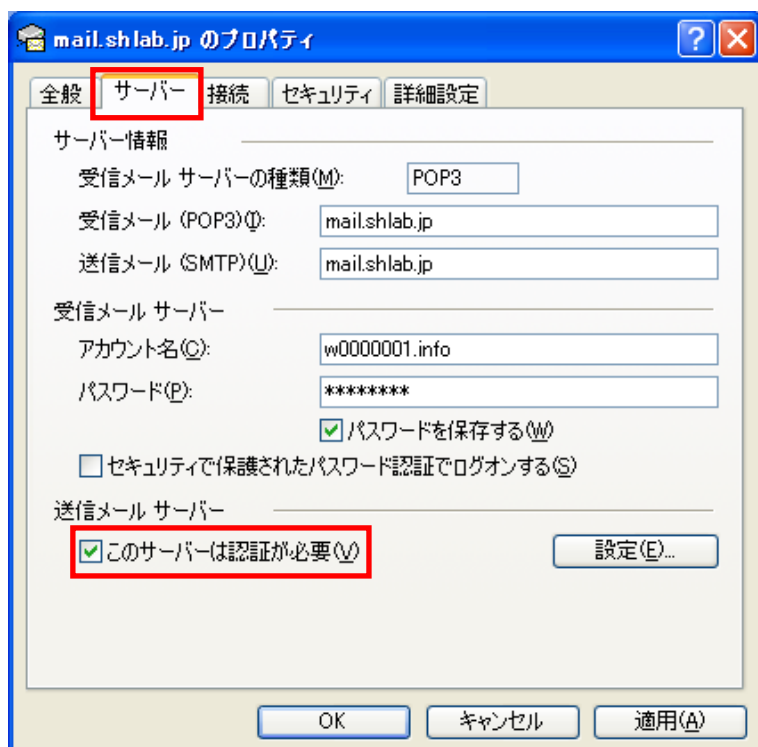 mail.shlab.jp のプロパティ
全般 サーバー 接続 セキュリティ 詳細設定
サーバー情報
受信メール サーバーの種類(M): POP3
受信メール (POP3)(I): mail.shlab.jp
送信メール (SMTP)(U): mail.shlab.jp
受信メール サーバー
アカウント名(C): w0000001.info
パスワード(P): ********
パスワードを保存する(W)
セキュリティで保護されたパスワード認証でログオンする(S)
送信メール サーバー
このサーバーは認証が必要(V) 設定(E)...
OK キャンセル 適用(A)